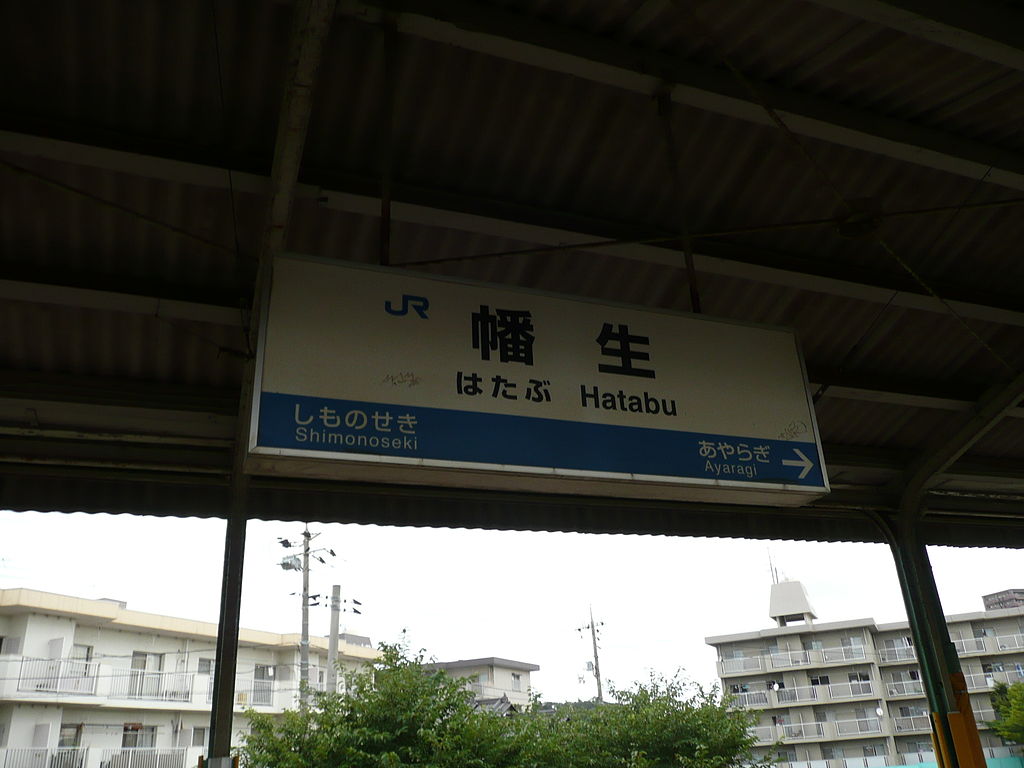 JR 幡生
はたぶ Hatabu
しものせき
Shimonoseki
あやらぎ →
Ayaragi